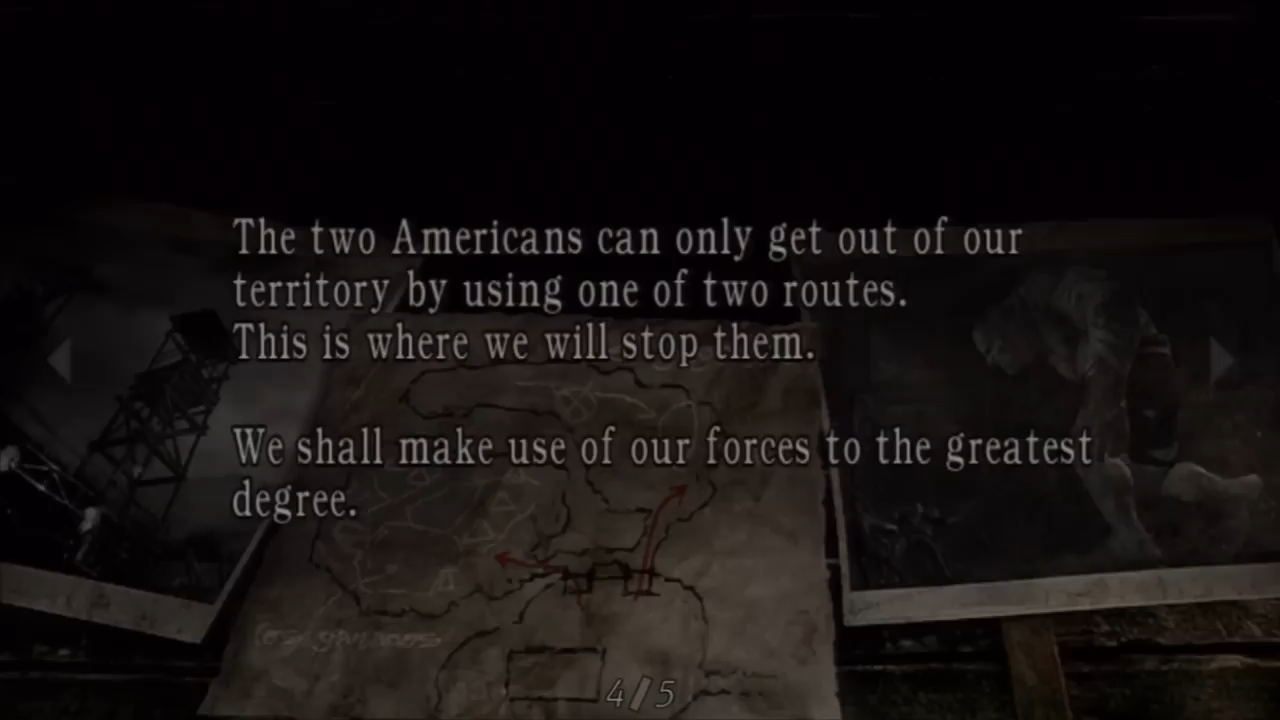 The two Americans can only get out of our
territory by using one of two routes.
This is where we will stop them.
We shall make use of our forces to the greatest
degree.
4/5